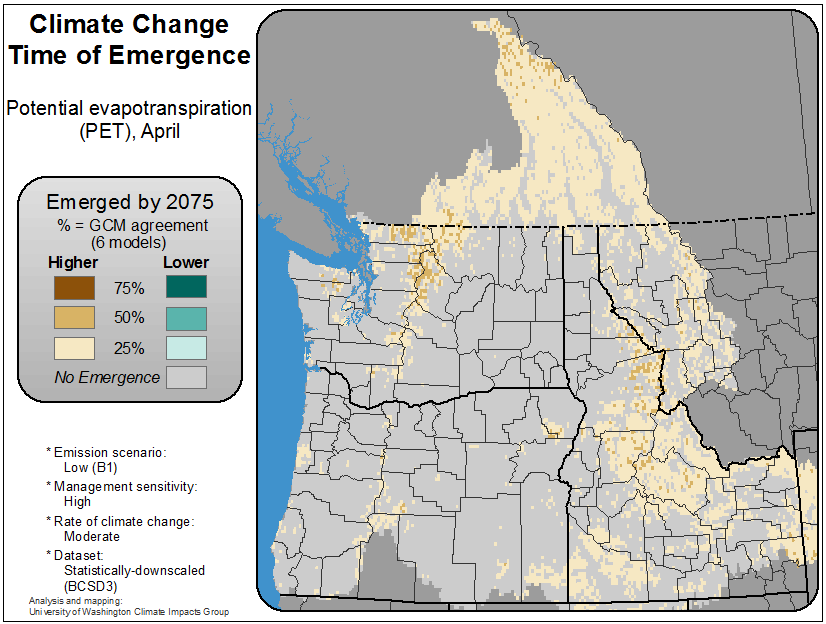 Climate Change
Time of Emergence
Potential evapotranspiration
(PET), April
Emerged by 2075
% = GCM agreement
(6 models)
Higher Lower
75%
50%
25%
No Emergence
* Emission scenario:
Low (B1)
* Management sensitivity:
High
* Rate of climate change:
Moderate
* Dataset:
Statistically-downscaled
(BCSD3)
Analysis and mapping:
University of Washington Climate Impacts Group